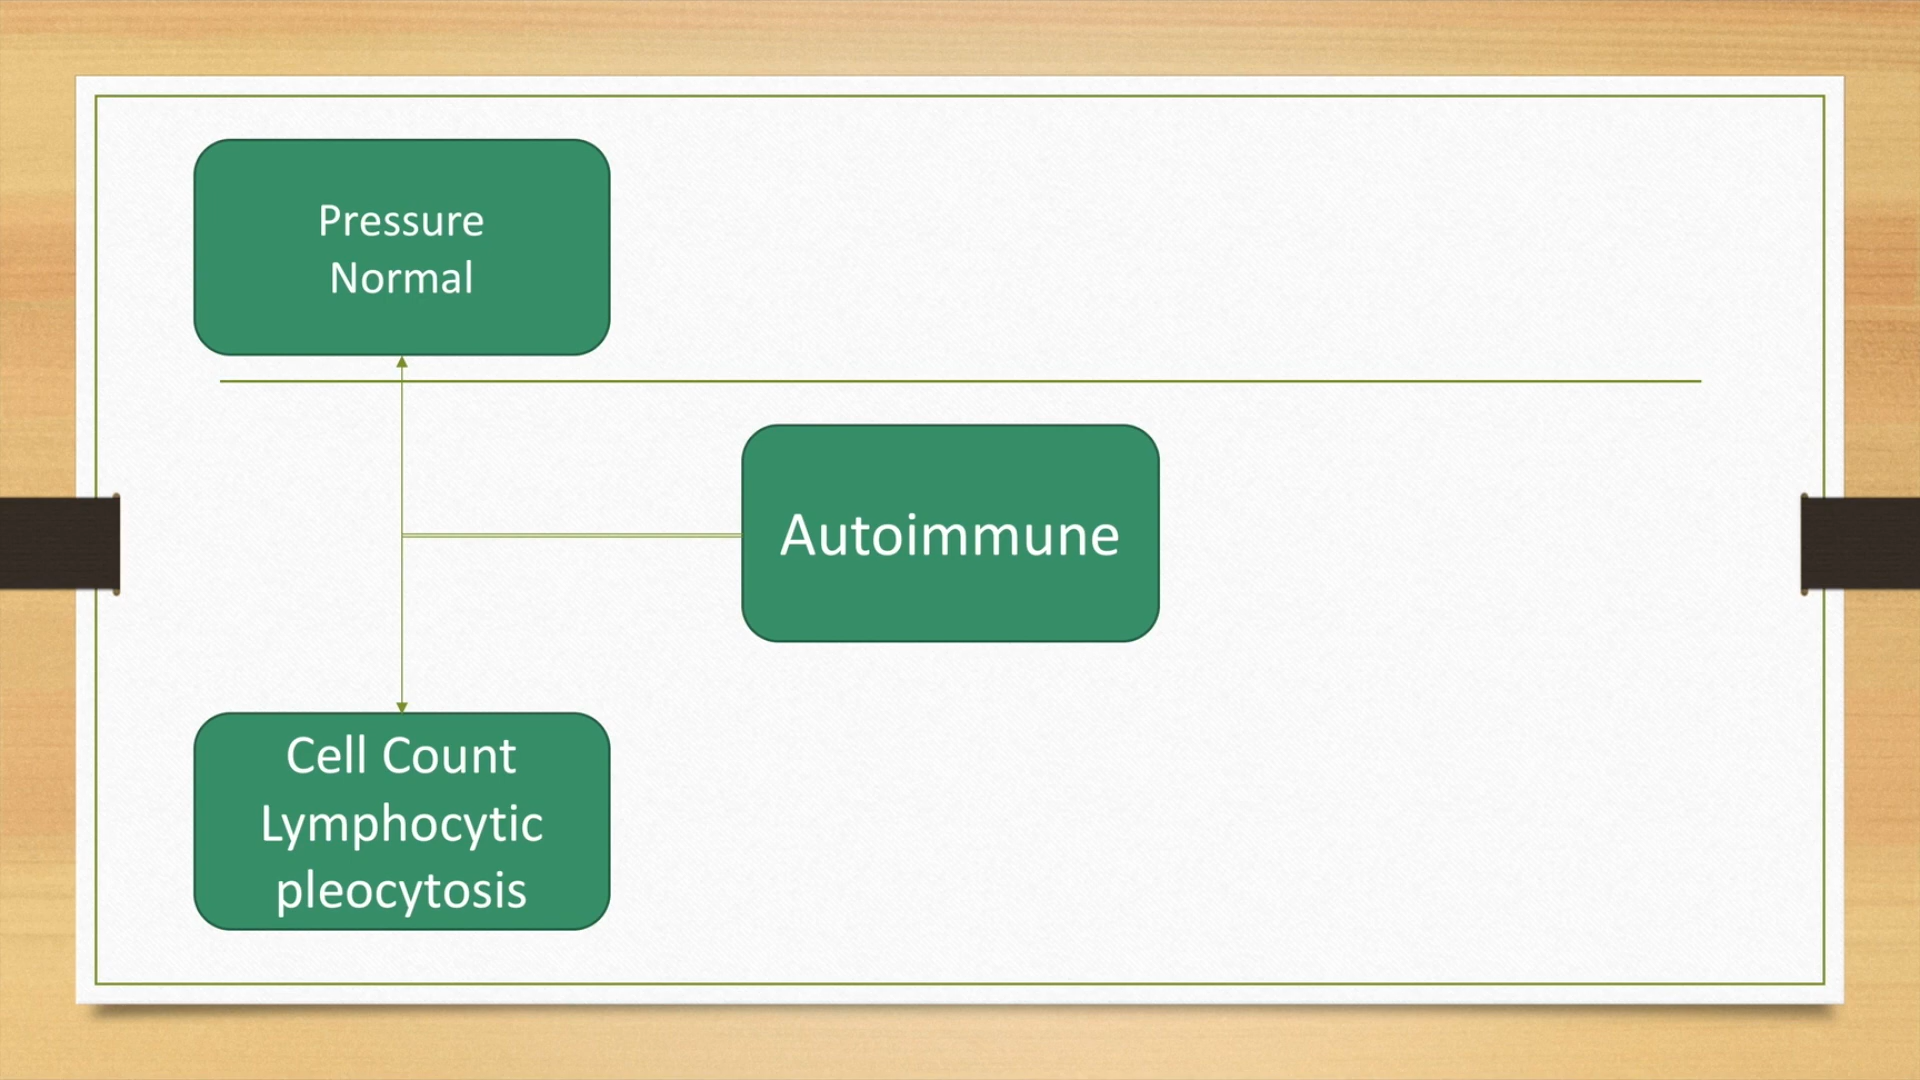 Pressure
Normal
Autoimmune
Cell Count
Lymphocytic
pleocytosis